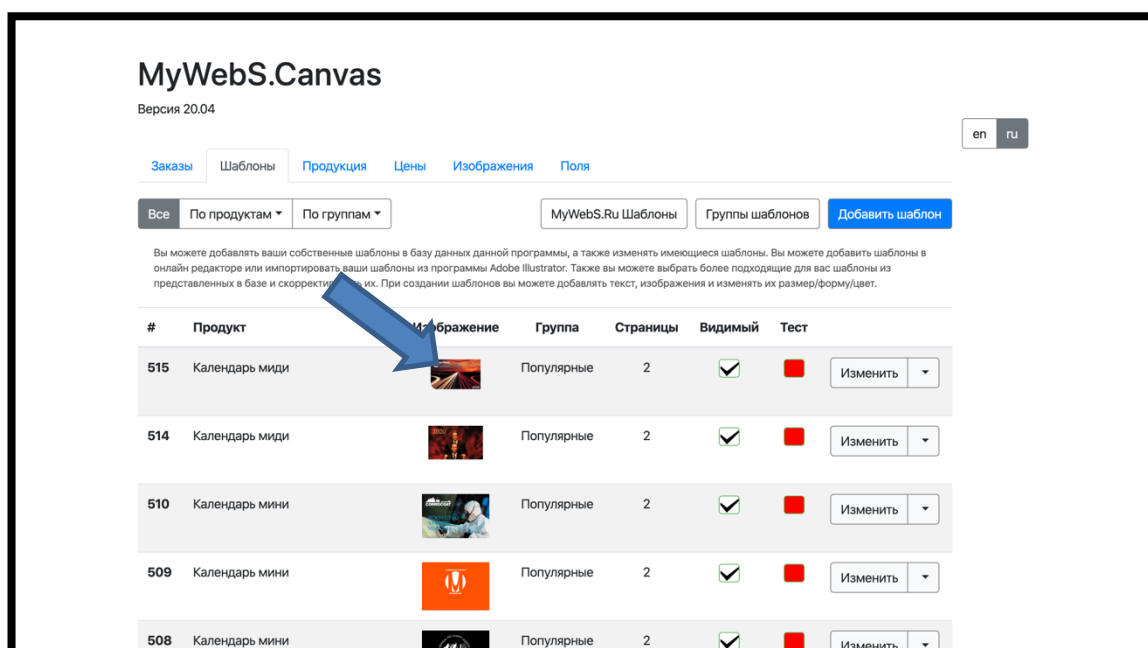 MyWebS.Canvas
Версия 20.04
en ru
Заказы Шаблоны Продукция Цены Изображения Поля
Все По продуктам По группам MyWebS.Ru Шаблоны Группы шаблонов Добавить шаблон
Вы можете добавлять ваши собственные шаблоны в базу данных данной программы, а также изменять имеющиеся шаблоны. Вы можете добавить шаблоны в
онлайн редакторе или импортировать ваши шаблоны из программы Adobe Illustrator. Также вы можете выбрать более подходящие для вас шаблоны из
представленных в базе и их. При создании шаблонов вы можете добавлять текст, изображения и изменять их размер/форму/цвет.
# Продукт Группа Страницы Видимый Тест
515 Календарь миди Популярные 2 Изменить
514 Календарь миди Популярные 2 Изменить
510 Календарь мини Популярные 2 Изменить
509 Календарь мини Популярные 2 Изменить
508 Календарь мини Популярные 2 Изменить